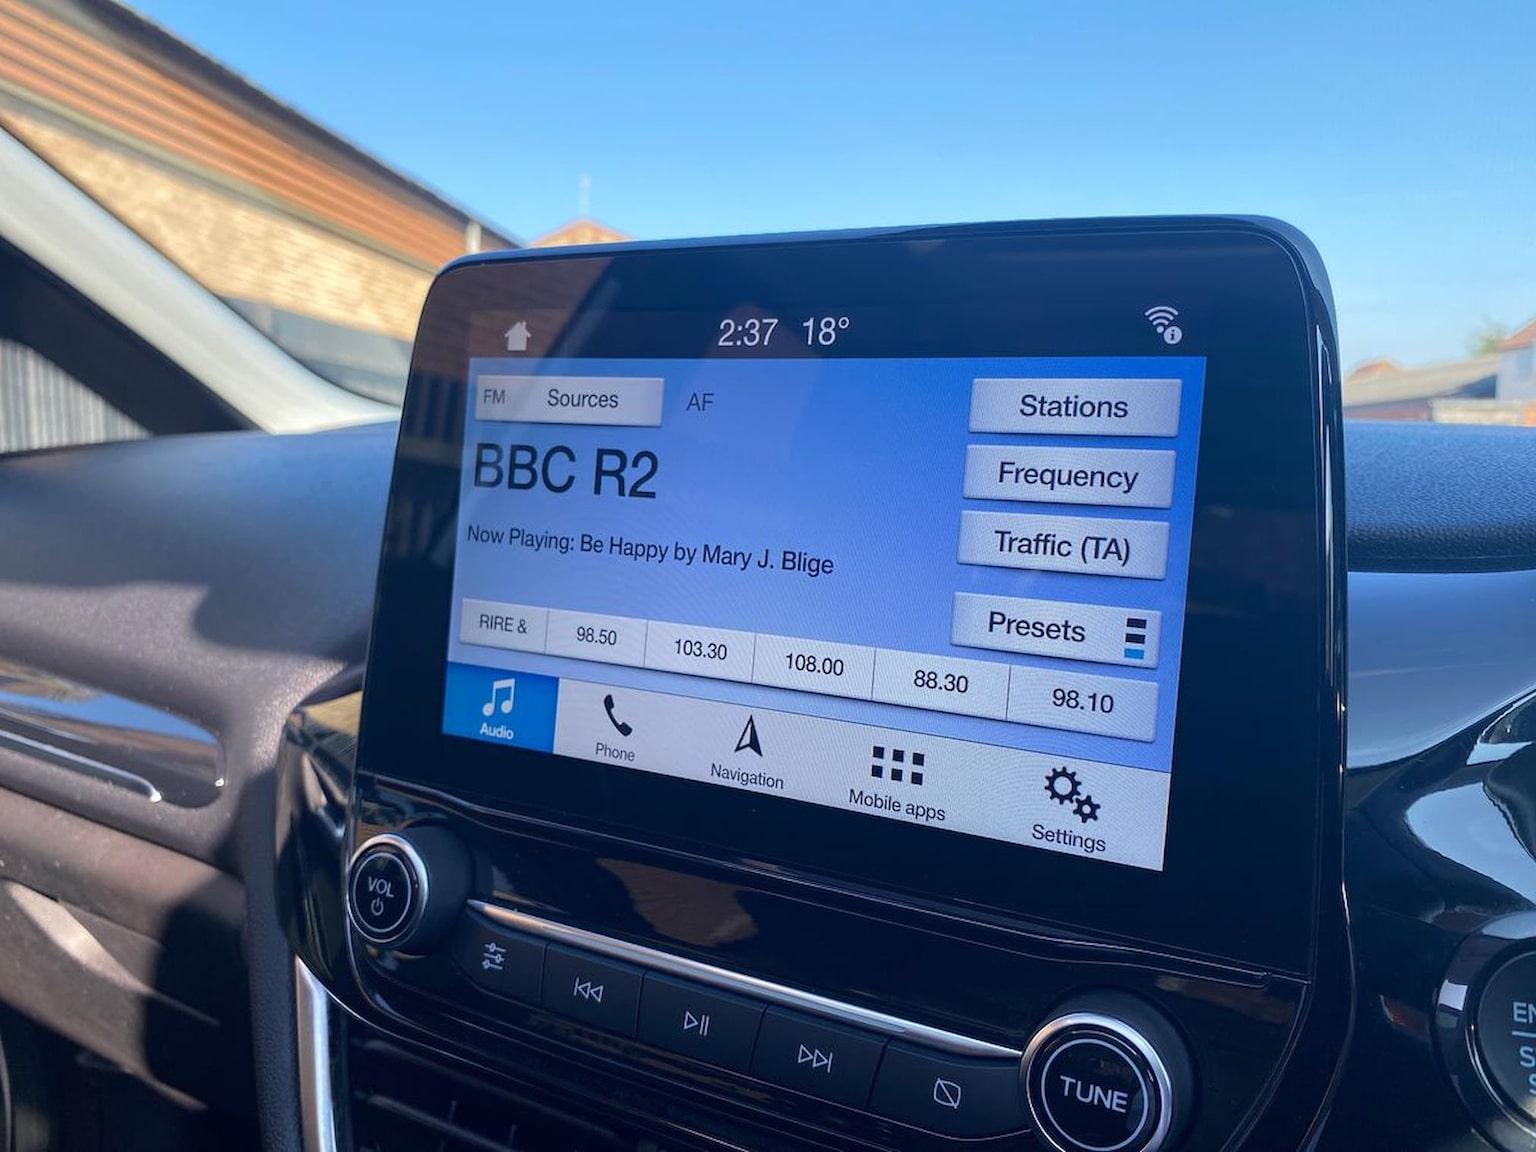 2:37 18°
FM Sources AF Stations
BBC R2
Frequency
Now Playing: Be Happy by Mary J. Blige
Traffic (TA)
Presets
RIRE & 98.50 103.30 108.00 88.30 98.10
Audio Phone Navigation Mobile apps Settings
VOL
TUNE
EN
S
S